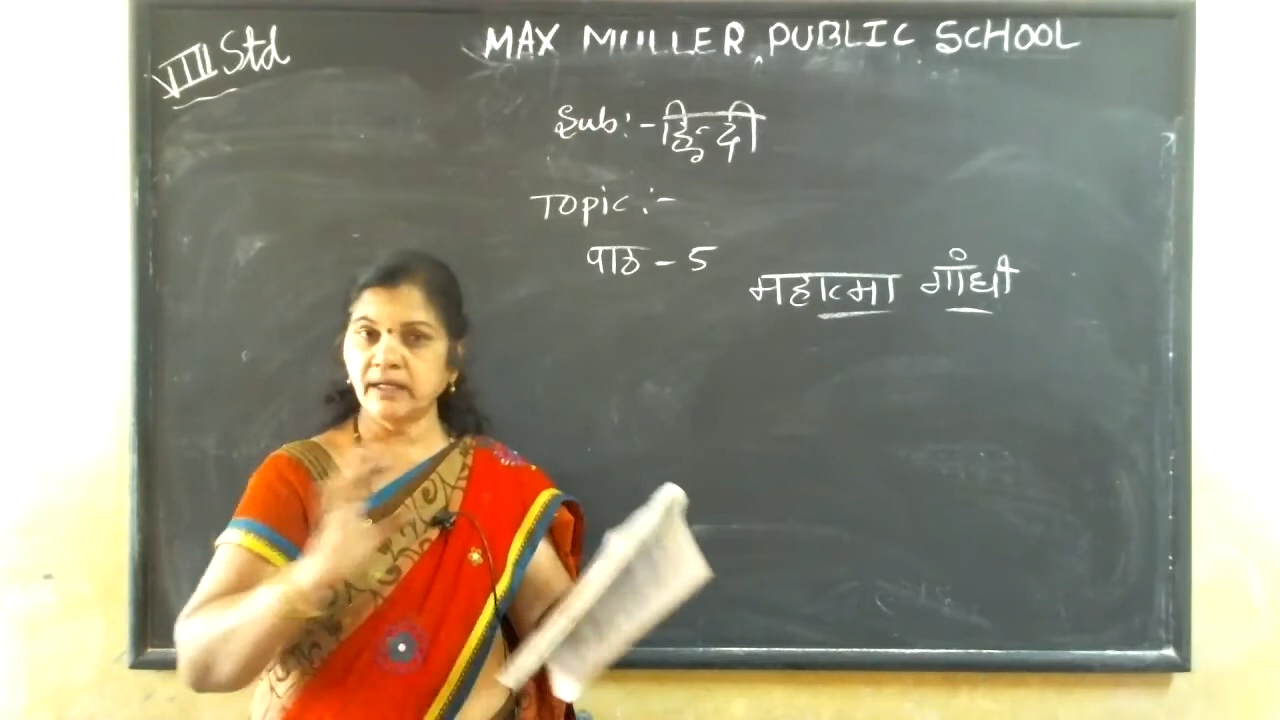 VIII Std
MAX MULLER PUBLIC SCHOOL
Sub:- हिन्दी
Topic:-
पाठ - 5
महात्मा गांधी